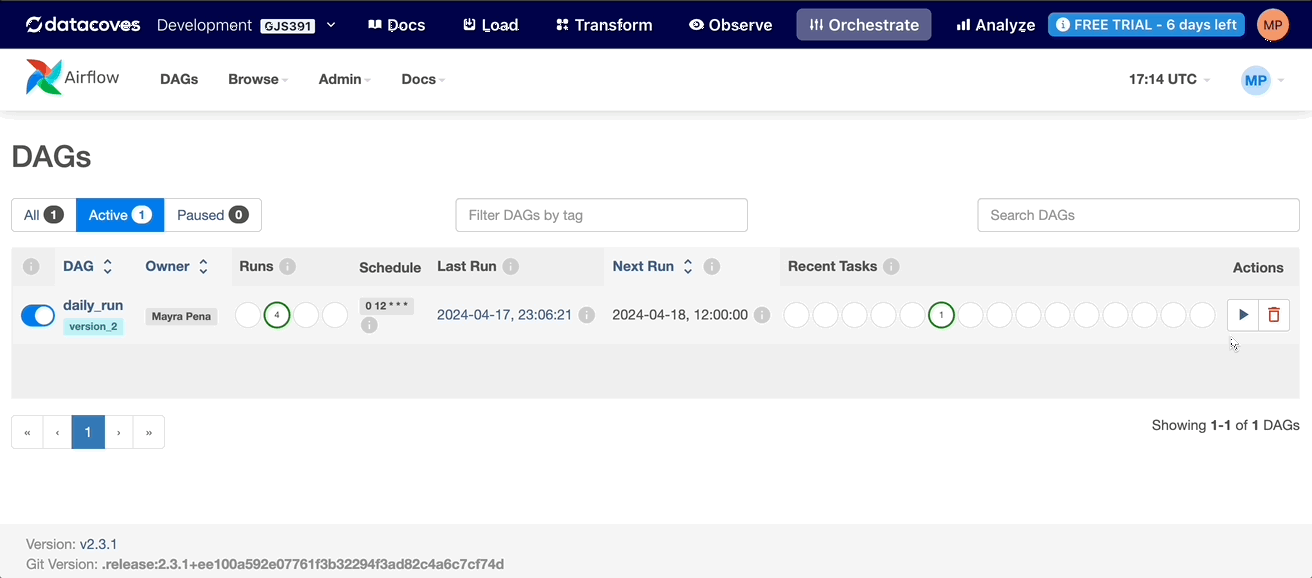 datacoves Development GJS391 Docs Load Transform Observe Orchestrate Analyze FREE TRIAL - 6 days left MP
Airflow DAGs Browse Admin Docs 17:14 UTC MP
DAGs
All 1 Active 1 Paused 0 Filter DAGs by tag Search DAGs
DAG Owner Runs Schedule Last Run Next Run Recent Tasks Actions
daily_run
version_2
Mayra Pena 4 0 12 * * * 2024-04-17, 23:06:21 2024-04-18, 12:00:00 1
« ‹ 1 › »
Showing 1-1 of 1 DAGs
Version: v2.3.1
Git Version: .release:2.3.1+ee100a592e07761f3b32294f3ad82c4a6c7cf74d